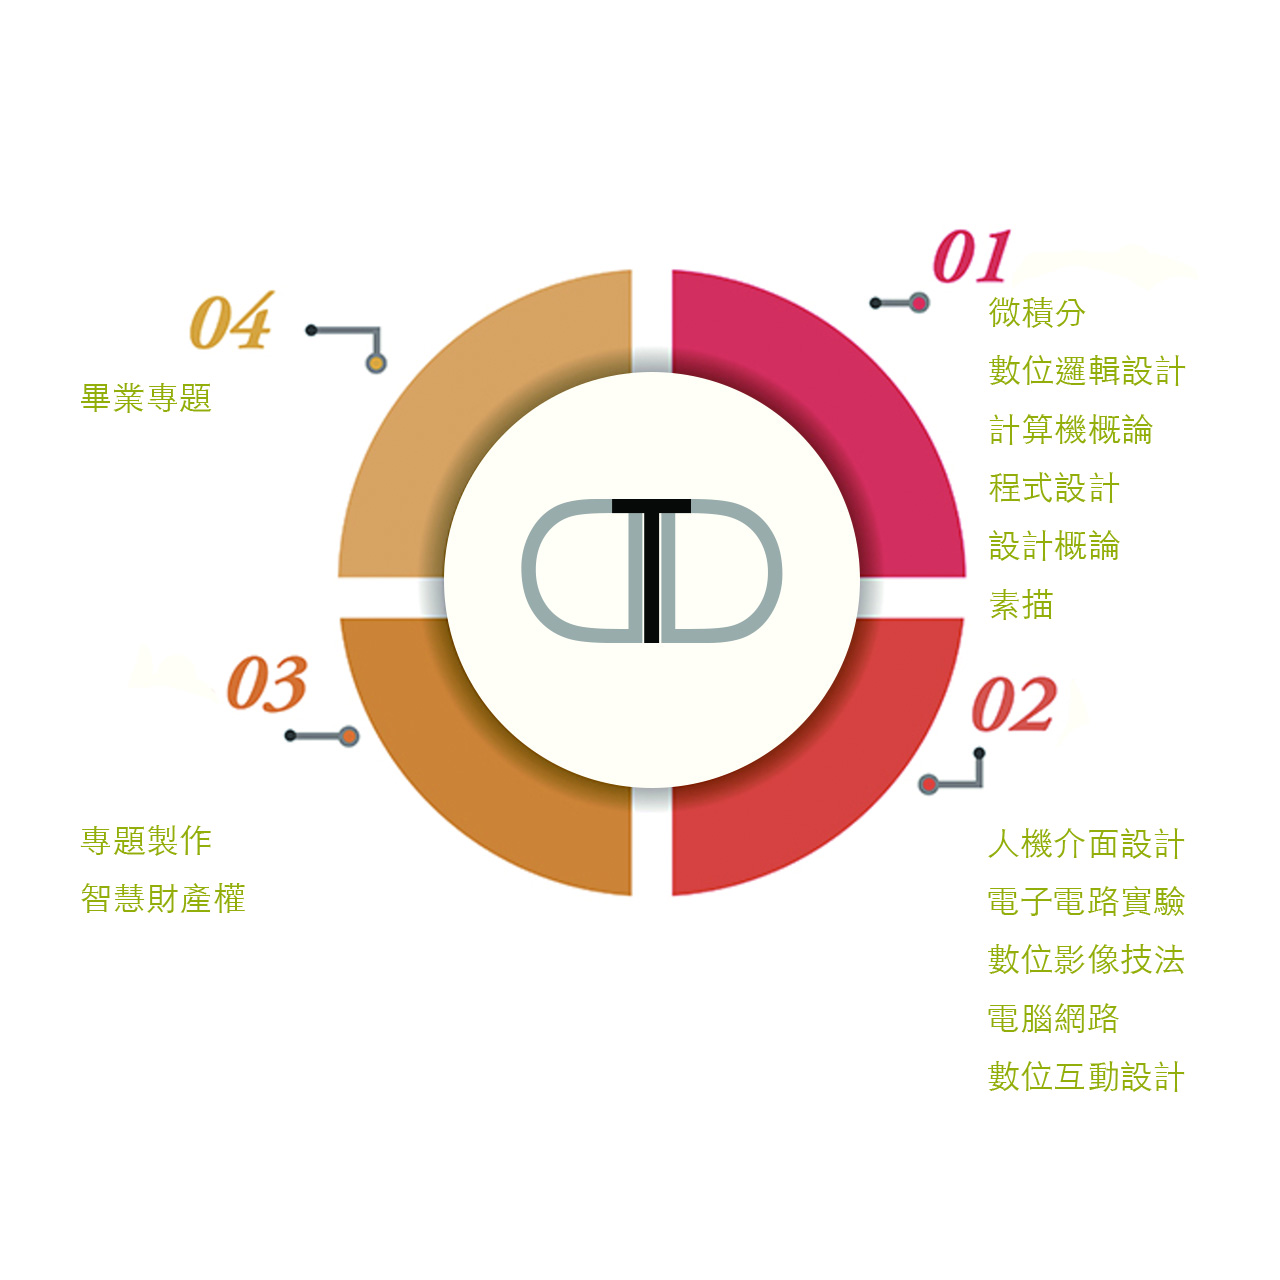 01
微積分
數位邏輯設計
計算機概論
程式設計
設計概論
素描
02
人機介面設計
電子電路實驗
數位影像技法
電腦網路
數位互動設計
03
專題製作
智慧財產權
04
畢業專題
DTD